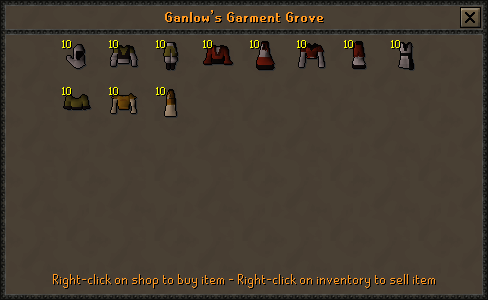 Ganlow's Garment Grove
10 10 10 10 10 10 10 10
10 10 10
Right-click on shop to buy item - Right-click on inventory to sell item